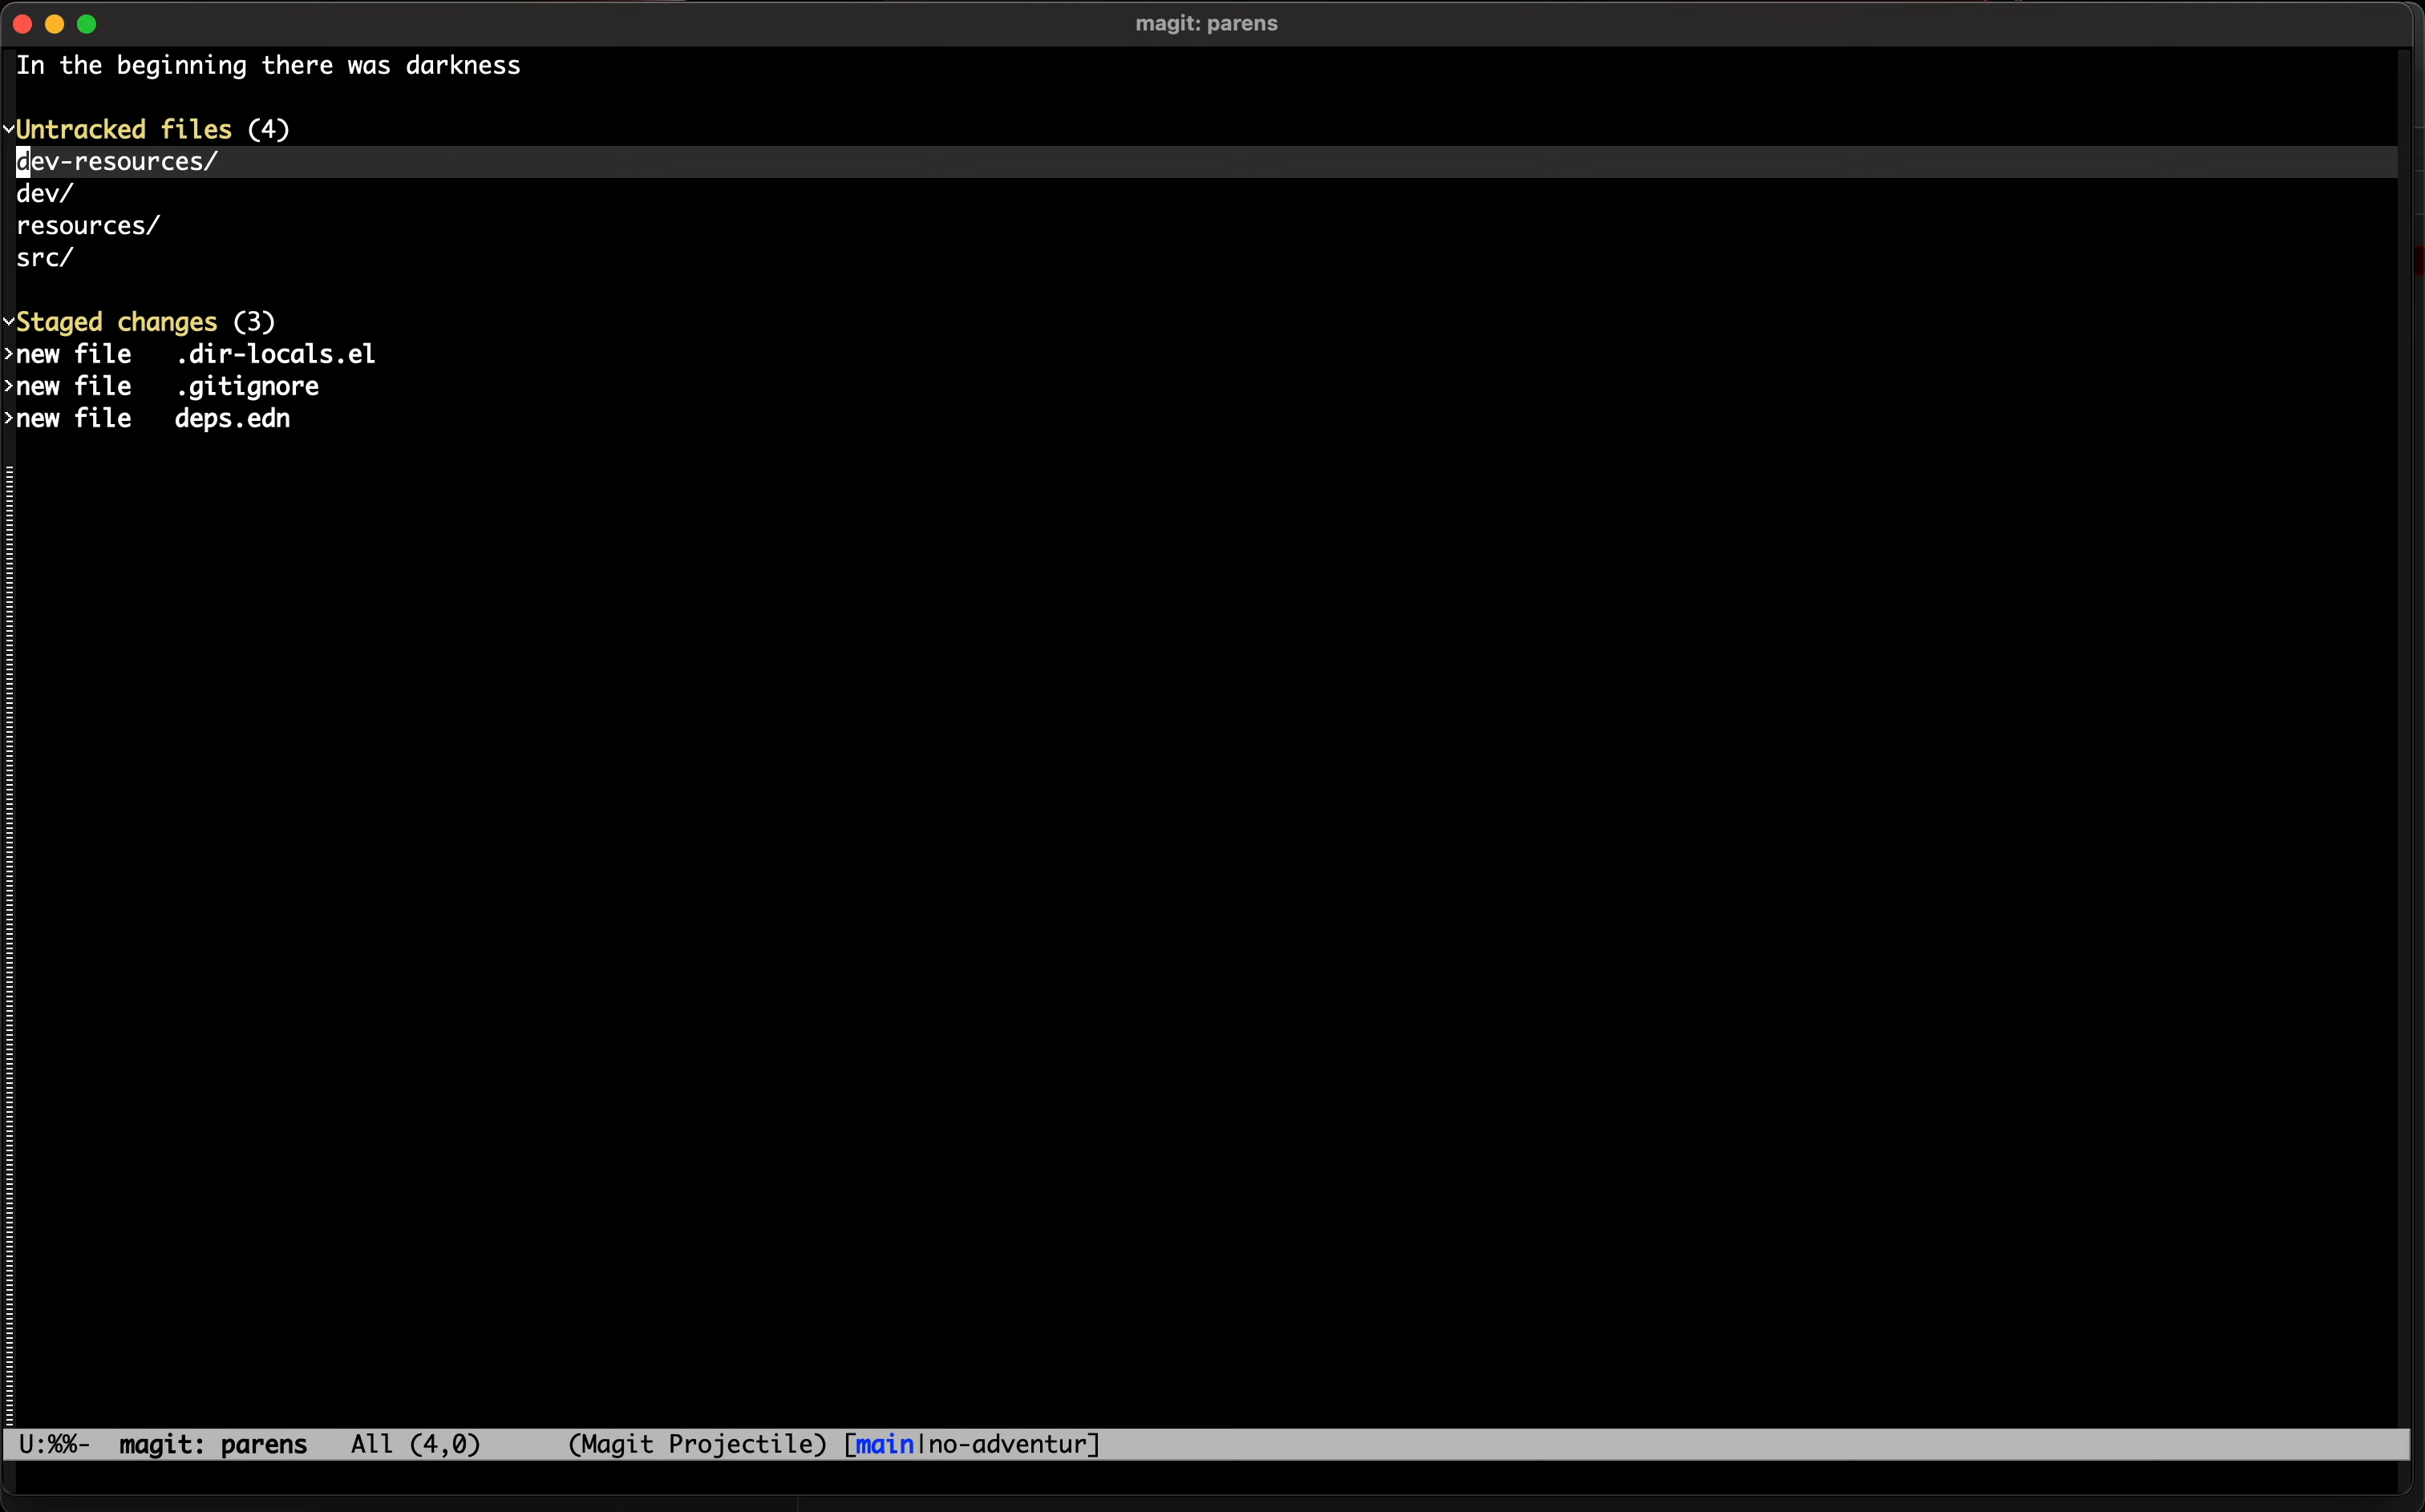 magit: parens
In the beginning there was darkness
Untracked files (4)
dev-resources/
dev/
resources/
src/
Staged changes (3)
new file   .dir-locals.el
new file   .gitignore
new file   deps.edn
U:%%-  magit: parens   All (4,0)      (Magit Projectile) [main|no-adventur]